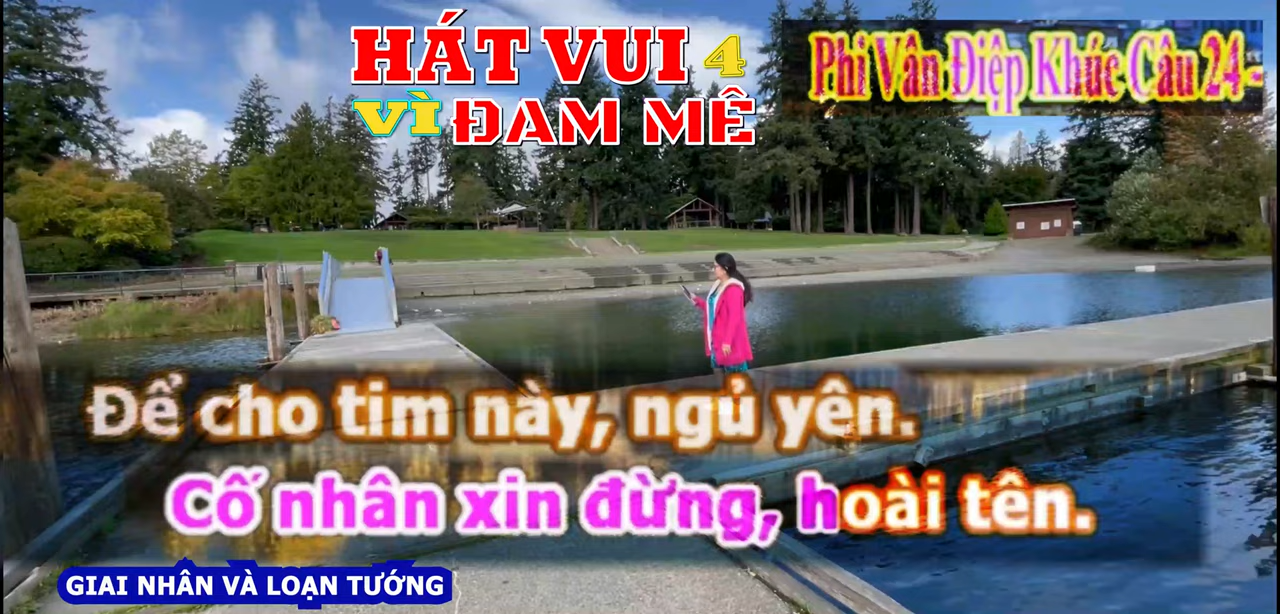 HÁT VUI 4
VÌ ĐAM MÊ
Phi Vân Điệp Khúc Câu 24 -
Để cho tim này, ngủ yên.
Cố nhân xin đừng, hoài tên.
GIAI NHÂN VÀ LOẠN TƯỚNG